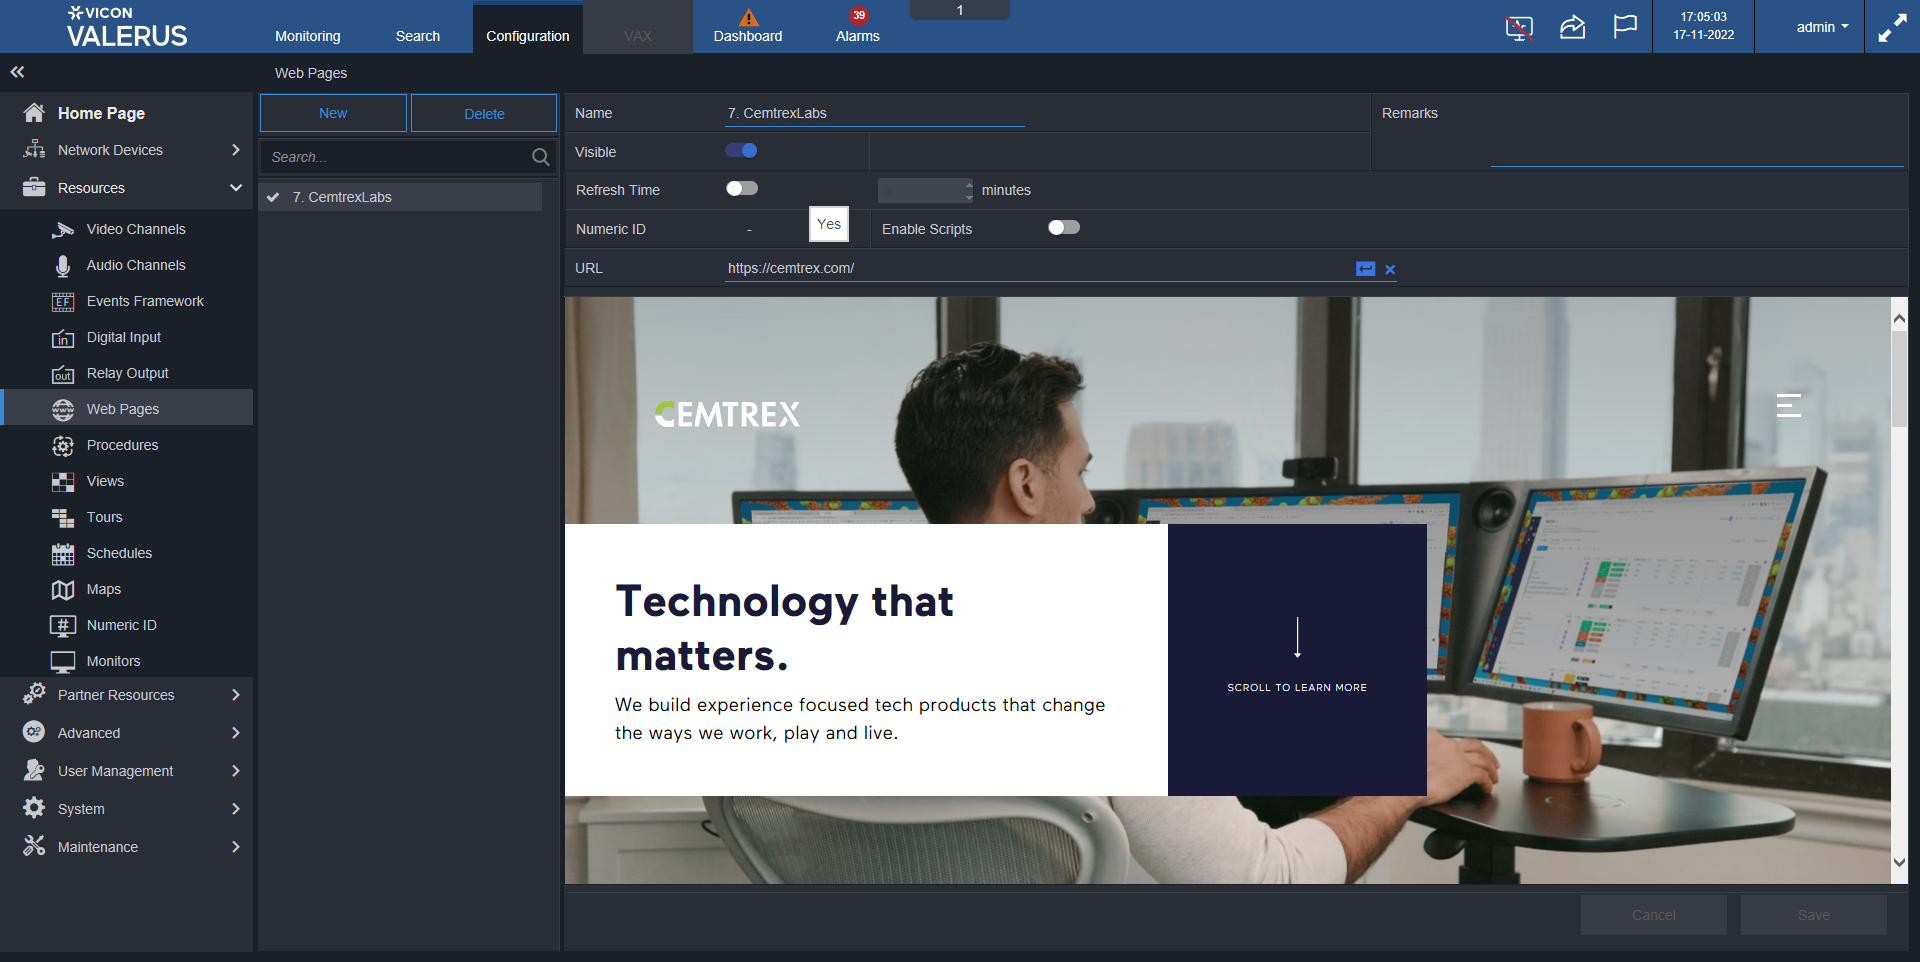 VICON
VALERUS
Monitoring
Search
Configuration
VAX
Dashboard
39
Alarms
1
17:05:03
17-11-2022
admin
Web Pages
Home Page
Network Devices
Resources
Video Channels
Audio Channels
EF
Events Framework
in
Digital Input
out
Relay Output
www
Web Pages
Procedures
Views
Tours
Schedules
Maps
#
Numeric ID
Monitors
Partner Resources
Advanced
User Management
System
Maintenance
New
Delete
Search...
7. CemtrexLabs
Name
7. CemtrexLabs
Remarks
Visible
Refresh Time
minutes
Numeric ID
-
Yes
Enable Scripts
URL
https://cemtrex.com/
CEMTREX
Technology that
matters.
We build experience focused tech products that change
the ways we work, play and live.
SCROLL TO LEARN MORE
Cancel
Save